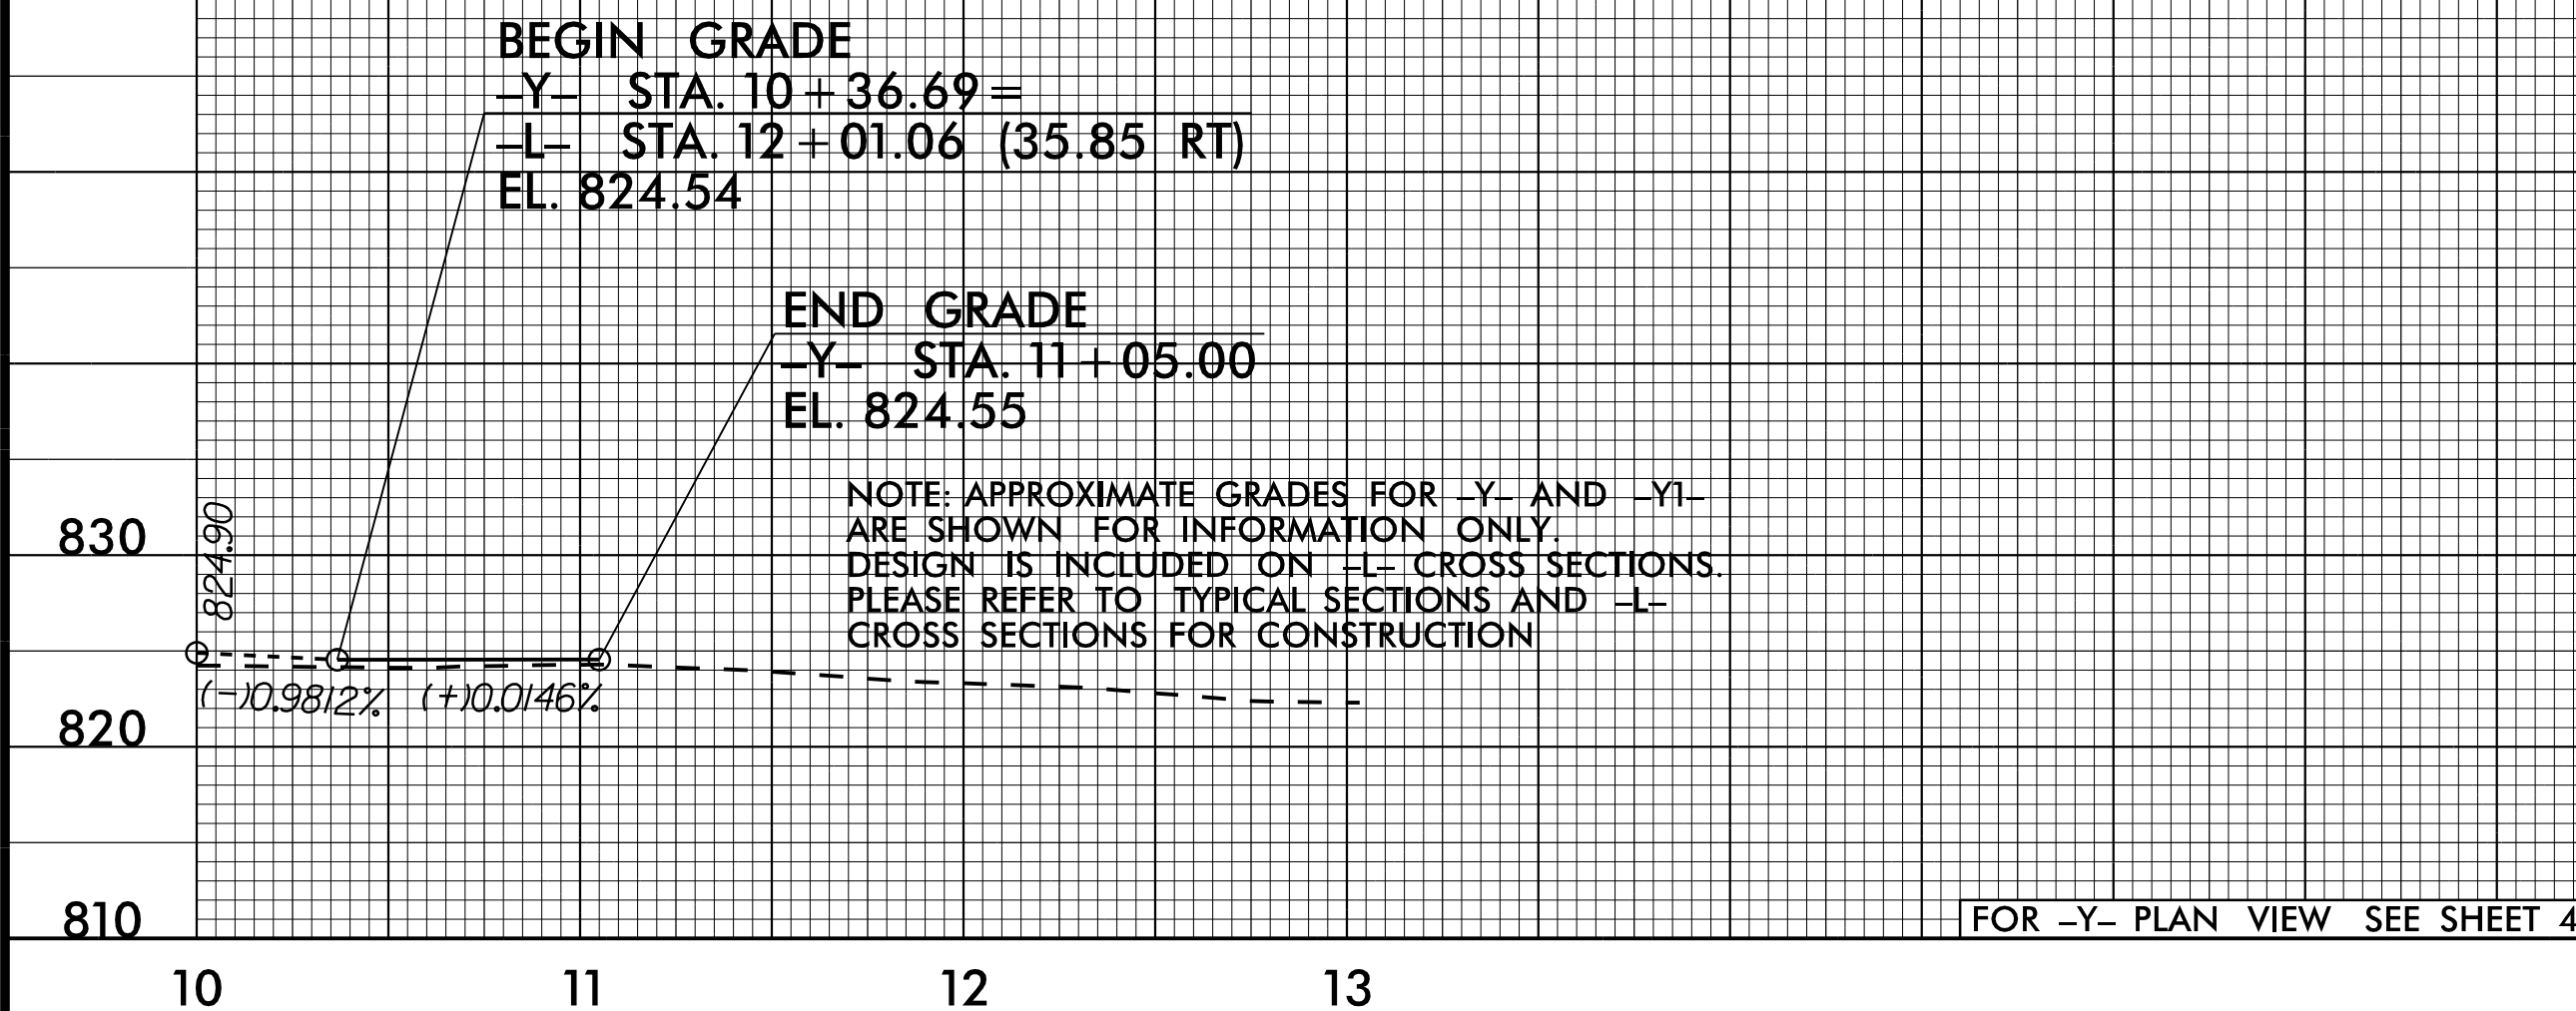 BEGIN GRADE
–Y– STA. 10+36.69=
–L– STA. 12+01.06 (35.85 RT)
EL. 824.54
END GRADE
–Y– STA. 11+05.00
EL. 824.55
NOTE: APPROXIMATE GRADES FOR –Y– AND –Y1–
ARE SHOWN FOR INFORMATION ONLY.
DESIGN IS INCLUDED ON –L– CROSS SECTIONS.
PLEASE REFER TO TYPICAL SECTIONS AND –L–
CROSS SECTIONS FOR CONSTRUCTION
830
824.90
(-)0.9812% (+)0.0146%
820
810
FOR –Y– PLAN VIEW SEE SHEET 4
10 11 12 13